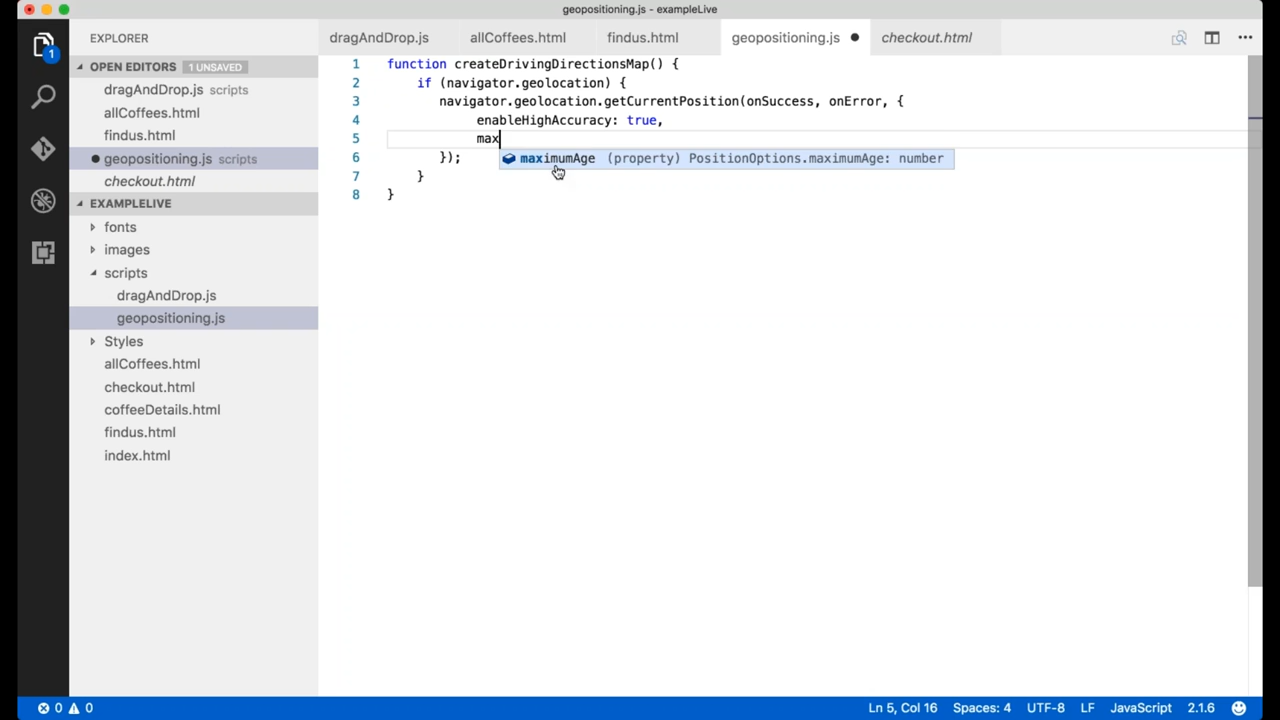 geopositioning.js - exampleLive
EXPLORER
dragAndDrop.js allCoffees.html findus.html geopositioning.js checkout.html
OPEN EDITORS 1 UNSAVED
dragAndDrop.js scripts
allCoffees.html
findus.html
geopositioning.js scripts
checkout.html
EXAMPLELIVE
fonts
images
scripts
dragAndDrop.js
geopositioning.js
Styles
allCoffees.html
checkout.html
coffeeDetails.html
findus.html
index.html
1
1 function createDrivingDirectionsMap() {
2 if (navigator.geolocation) {
3 navigator.geolocation.getCurrentPosition(onSuccess, onError, {
4 enableHighAccuracy: true,
5 max
maximumAge (property) PositionOptions.maximumAge: number
6 });
7 }
8 }
0 0 Ln 5, Col 16 Spaces: 4 UTF-8 LF JavaScript 2.1.6